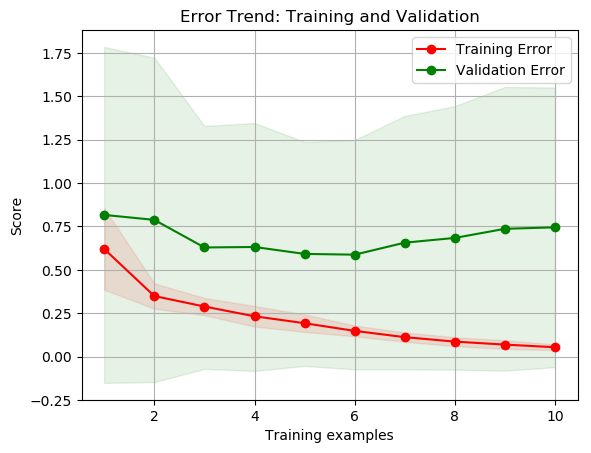 Error Trend: Training and Validation
Training Error
Validation Error
Score
1.75
1.50
1.25
1.00
0.75
0.50
0.25
0.00
−0.25
2
4
6
8
10
Training examples